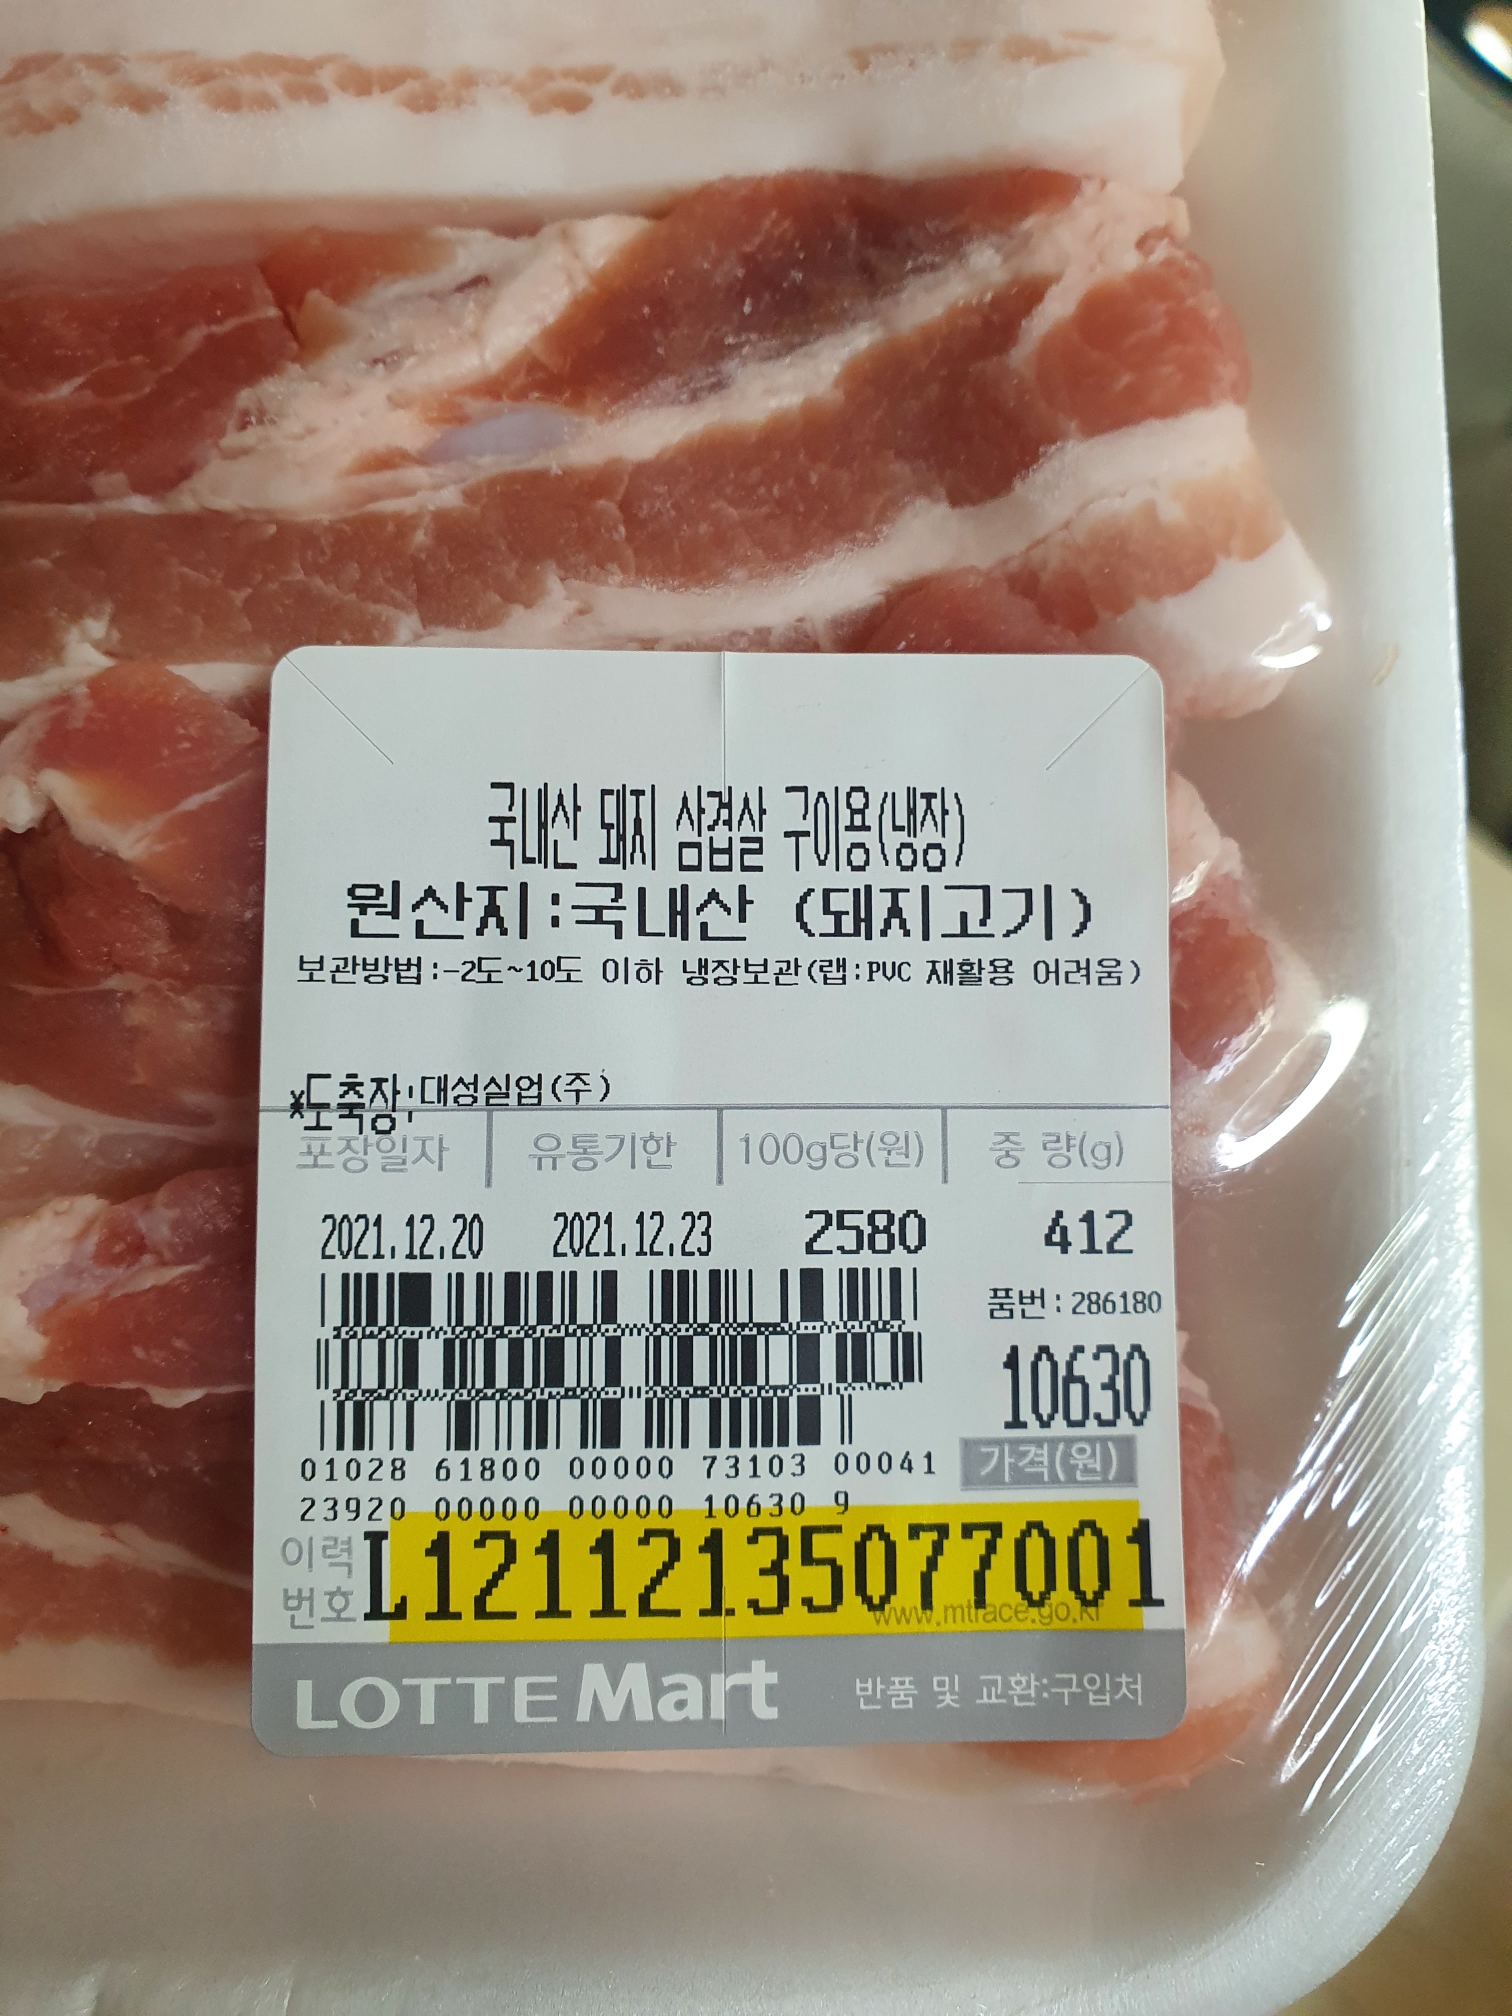 국내산 돼지 삼겹살 구이용(냉장)
원산지:국내산 (돼지고기)
보관방법:-2도~10도 이하 냉장보관(랩:PVC 재활용 어려움)
*도축장:대성실업(주)
포장일자 유통기한 100g당(원) 중 량(g)
2021.12.20 2021.12.23 2580 412
품번:286180
10630
가격(원)
01028 61800 00000 73103 00041
23920 00000 00000 10630 9
이력번호 L12112135077001
www.mtrace.go.kr
LOTTE Mart 반품 및 교환:구입처